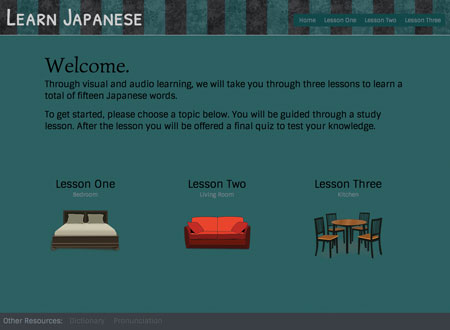 Learn Japanese
Home Lesson One Lesson Two Lesson Three
Welcome.
Through visual and audio learning, we will take you through three lessons to learn a
total of fifteen Japanese words.
To get started, please choose a topic below. You will be guided through a study
lesson. After the lesson you will be offered a final quiz to test your knowledge.
Lesson One Lesson Two Lesson Three
Bedroom Living Room Kitchen
Other Resources: Dictionary Pronunciation